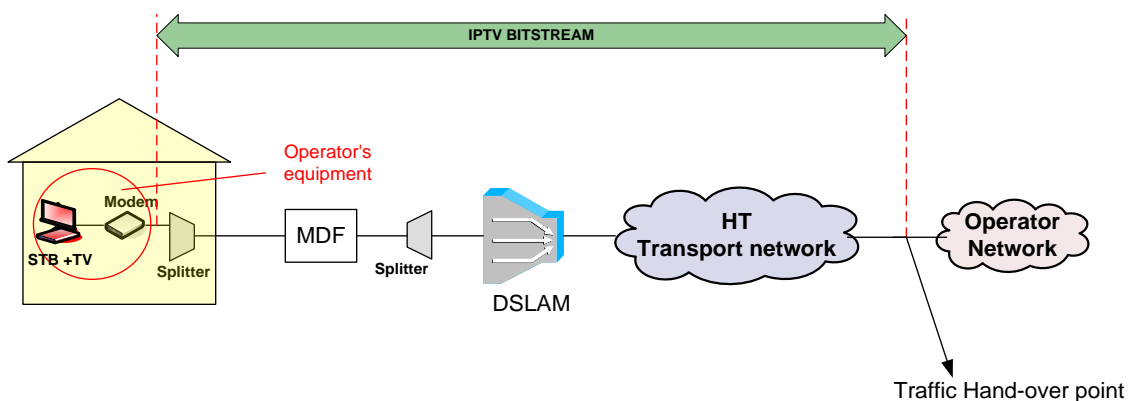 IPTV BITSTREAM
Operator's
equipment
Modem
STB +TV
Splitter
MDF
Splitter
DSLAM
HT
Transport network
Operator
Network
Traffic Hand-over point